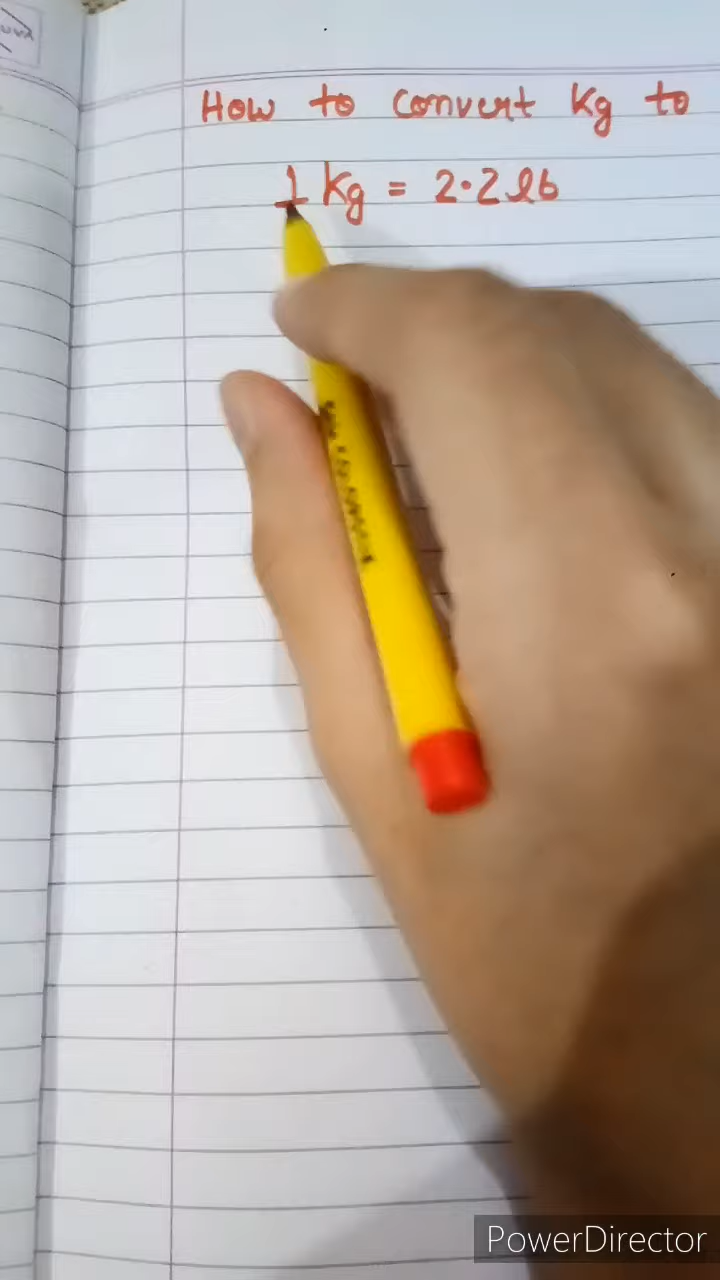 How to convert Kg to
1 Kg = 2.2 lb
PowerDirector